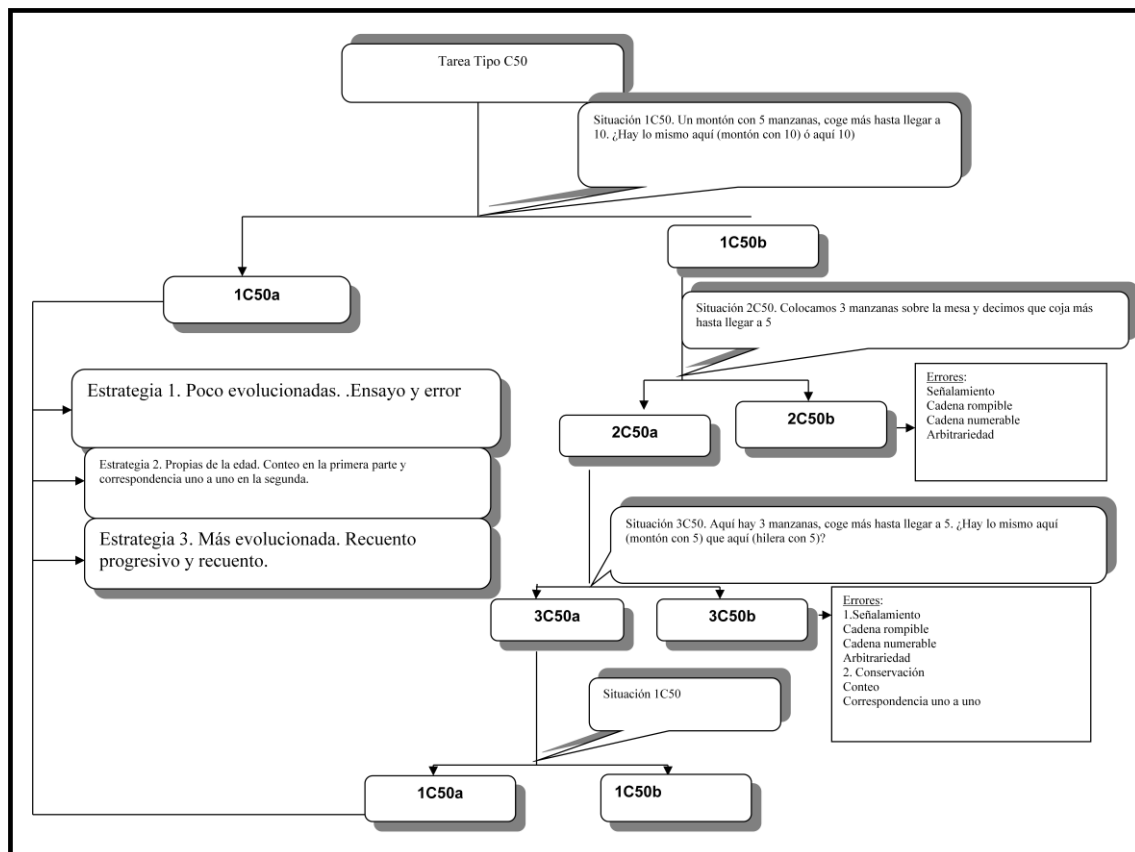 Tarea Tipo C50
Situación 1C50. Un montón con 5 manzanas, coge más hasta llegar a
10. ¿Hay lo mismo aquí (montón con 10) ó aquí 10)
1C50b
1C50a
Situación 2C50. Colocamos 3 manzanas sobre la mesa y decimos que coja más
hasta llegar a 5
Estrategia 1. Poco evolucionadas. .Ensayo y error
Errores:
Señalamiento
Cadena rompible
Cadena numerable
Arbitrariedad
2C50a
2C50b
Estrategia 2. Propias de la edad. Conteo en la primera parte y
correspondencia uno a uno en la segunda.
Situación 3C50. Aquí hay 3 manzanas, coge más hasta llegar a 5. ¿Hay lo mismo aquí
(montón con 5) que aquí (hilera con 5)?
Estrategia 3. Más evolucionada. Recuento
progresivo y recuento.
3C50a
3C50b
Errores:
1.Señalamiento
Cadena rompible
Cadena numerable
Arbitrariedad
2. Conservación
Conteo
Correspondencia uno a uno
Situación 1C50
1C50a
1C50b